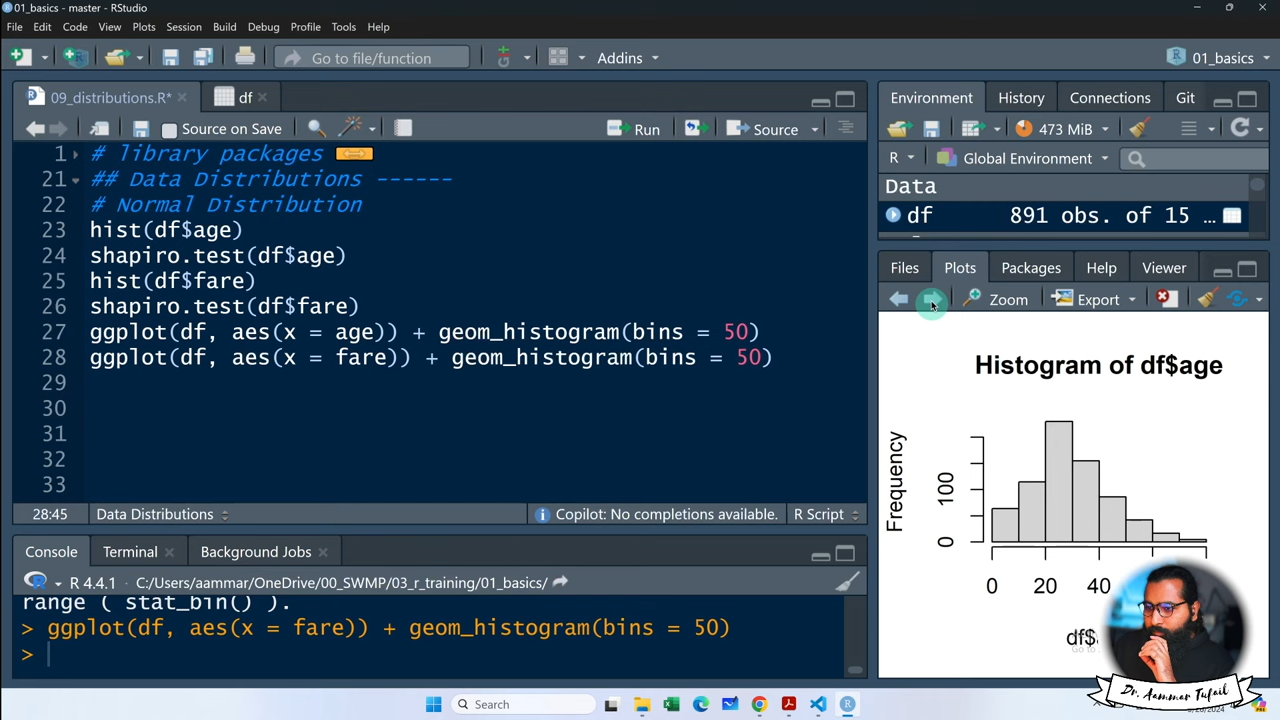 01_basics - master - RStudio
File Edit Code View Plots Session Build Debug Profile Tools Help
Go to file/function Addins 01_basics
09_distributions.R* df
Source on Save Run Source
1 # library packages
21 ## Data Distributions ------
22 # Normal Distribution
23 hist(df$age)
24 shapiro.test(df$age)
25 hist(df$fare)
26 shapiro.test(df$fare)
27 ggplot(df, aes(x = age)) + geom_histogram(bins = 50)
28 ggplot(df, aes(x = fare)) + geom_histogram(bins = 50)
29
30
31
32
33
28:45 Data Distributions Copilot: No completions available. R Script
Console Terminal Background Jobs
R 4.4.1 · C:/Users/aammar/OneDrive/00_SWMP/03_r_training/01_basics/
range (`stat_bin()`).
> ggplot(df, aes(x = fare)) + geom_histogram(bins = 50)
>
Environment History Connections Git
473 MiB
R Global Environment
Data
df 891 obs. of 15 …
Files Plots Packages Help Viewer
Zoom Export
Histogram of df$age
Frequency
0 100
0 20 40
df$
Dr. Aammar Tufail
Search